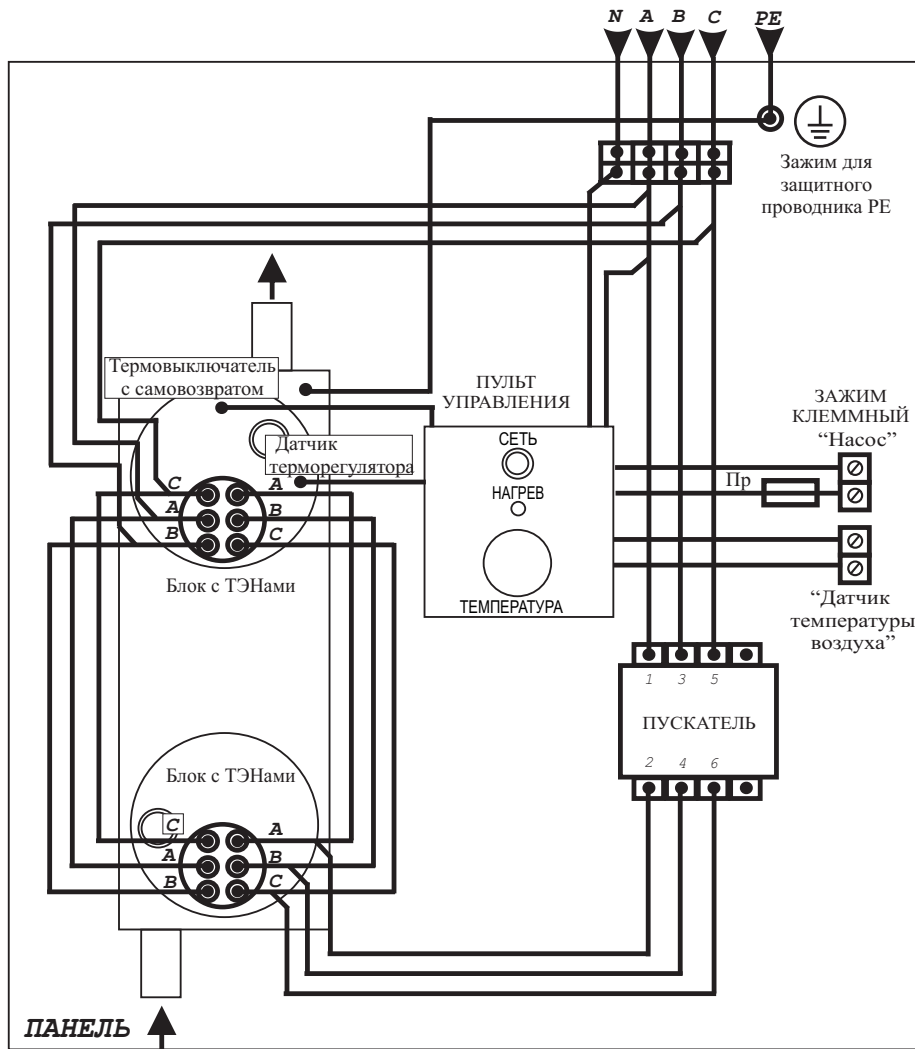 N A B C PE
Зажим для
защитного
проводника PE
Термовыключатель
с самовозвратом
ПУЛЬТ
УПРАВЛЕНИЯ
ЗАЖИМ
КЛЕММНЫЙ
“Насос”
СЕТЬ
Датчик
терморегулятора
НАГРЕВ
Пр
C A
A B
B C
Блок с ТЭНами
ТЕМПЕРАТУРА
“Датчик
температуры
воздуха”
1 3 5
ПУСКАТЕЛЬ
2 4 6
Блок с ТЭНами
C A
A B
B C
ПАНЕЛЬ